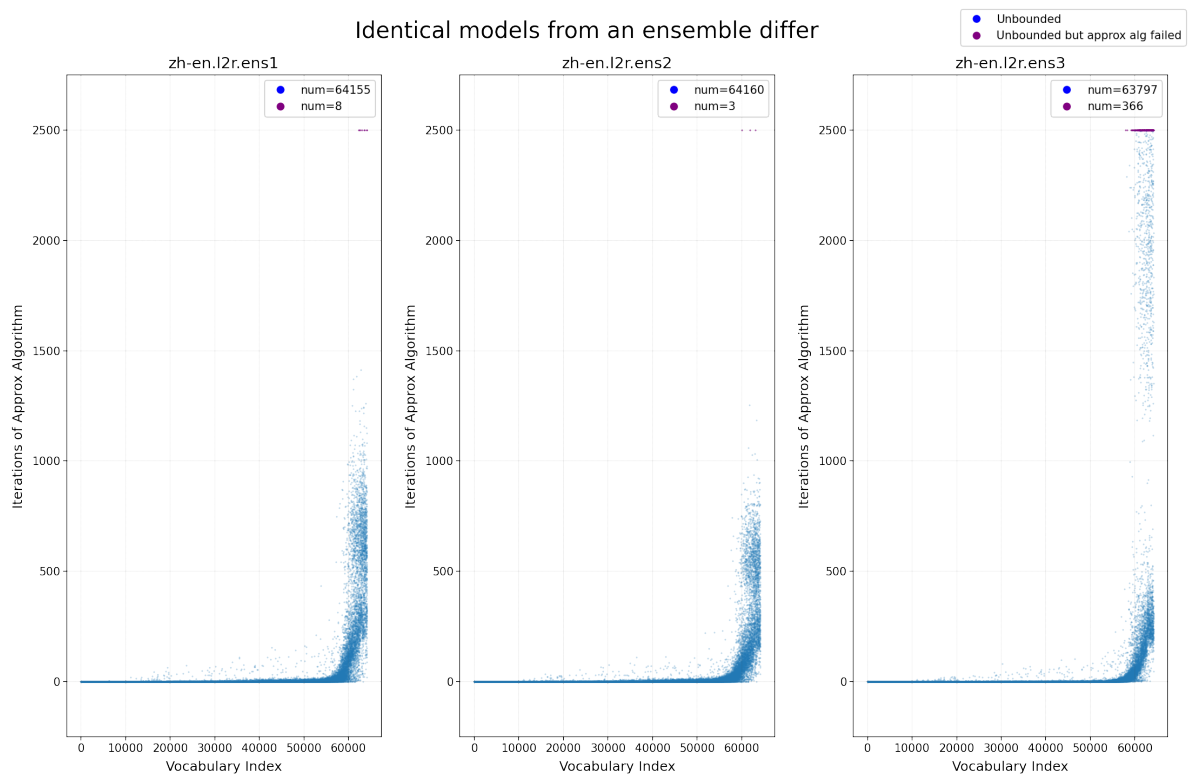 Identical models from an ensemble differ
Unbounded
Unbounded but approx alg failed
zh-en.l2r.ens1
num=64155
num=8
2500
2000
1500
1000
500
0
Iterations of Approx Algorithm
0 10000 20000 30000 40000 50000 60000
Vocabulary Index
zh-en.l2r.ens2
num=64160
num=3
2500
2000
1500
1000
500
0
Iterations of Approx Algorithm
0 10000 20000 30000 40000 50000 60000
Vocabulary Index
zh-en.l2r.ens3
num=63797
num=366
2500
2000
1500
1000
500
0
Iterations of Approx Algorithm
0 10000 20000 30000 40000 50000 60000
Vocabulary Index